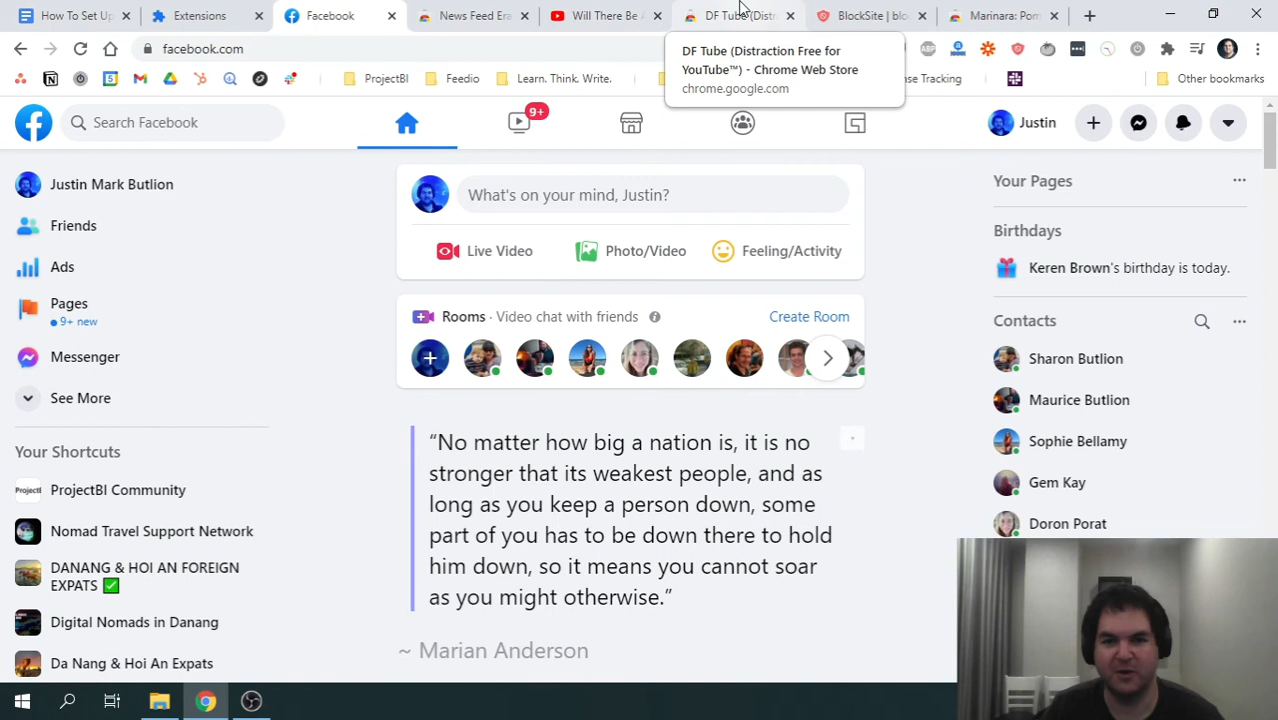 How To Set Up
Extensions
Facebook
News Feed Era
Will There Be A
DF Tube (Distra
BlockSite | bloc
Marinara: Pom
facebook.com
DF Tube (Distraction Free for
YouTube™) - Chrome Web Store
chrome.google.com
ABP
31
ProjectBI
Feedio
Learn. Think. Write.
nse Tracking
Other bookmarks
Search Facebook
9+
Justin
Justin Mark Butlion
Friends
Ads
Pages
9+ new
Messenger
See More
Your Shortcuts
ProjectBI
ProjectBI Community
Nomad Travel Support Network
DANANG & HOI AN FOREIGN
EXPATS ✅
Digital Nomads in Danang
Da Nang & Hoi An Expats
What's on your mind, Justin?
Live Video
Photo/Video
Feeling/Activity
Rooms · Video chat with friends
Create Room
“No matter how big a nation is, it is no
stronger that its weakest people, and as
long as you keep a person down, some
part of you has to be down there to hold
him down, so it means you cannot soar
as you might otherwise.”
~ Marian Anderson
Your Pages
Birthdays
Keren Brown's birthday is today.
Contacts
Sharon Butlion
Maurice Butlion
Sophie Bellamy
Gem Kay
Doron Porat